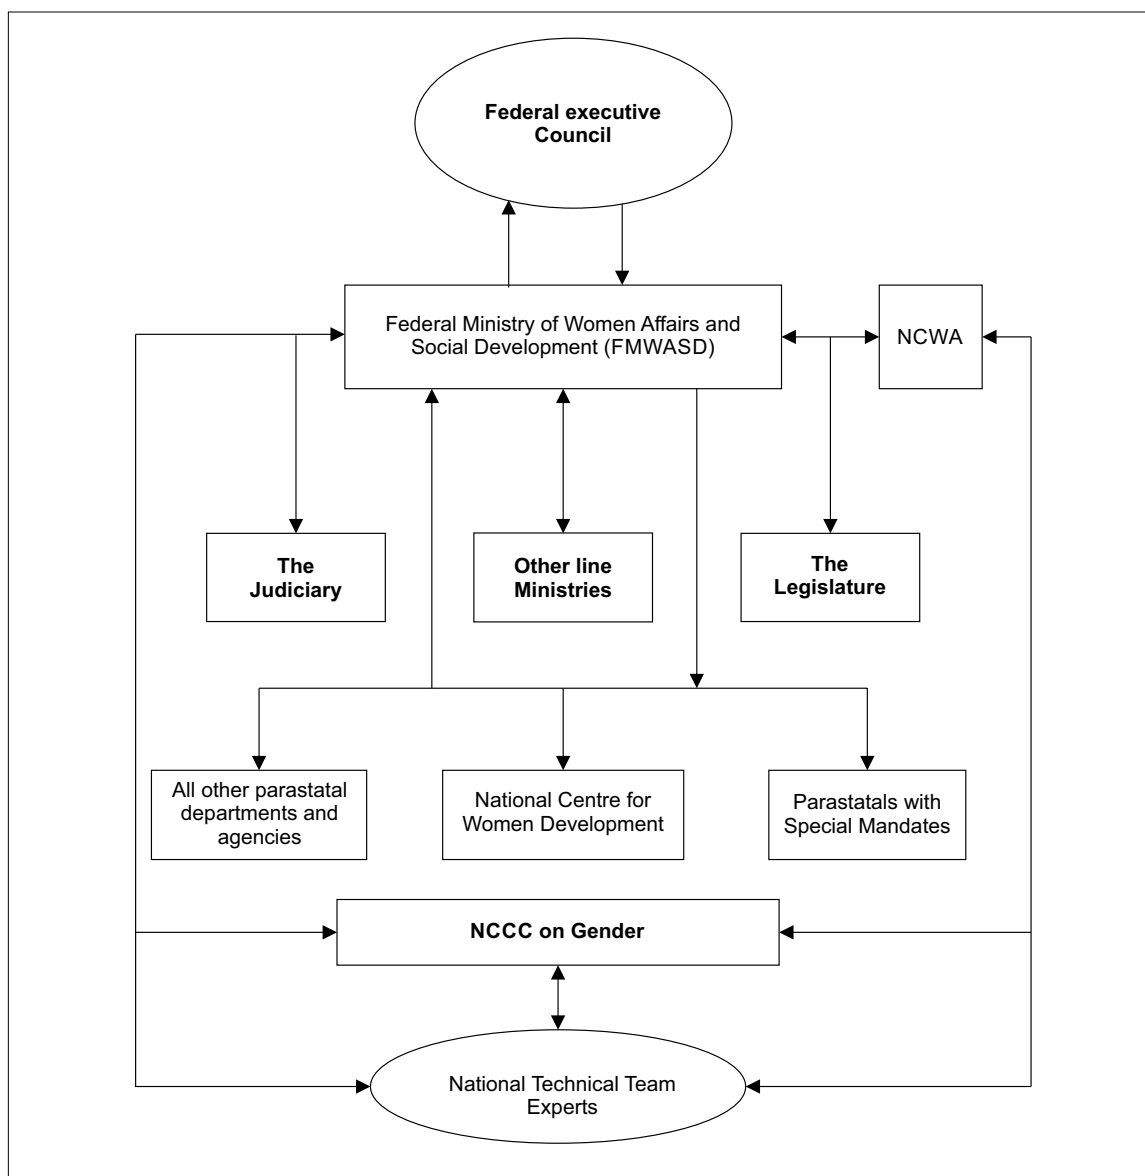 Federal executive
Council
Federal Ministry of Women Affairs and
Social Development (FMWASD)
NCWA
The
Judiciary
Other line
Ministries
The
Legislature
All other parastatal
departments and
agencies
National Centre for
Women Development
Parastatals with
Special Mandates
NCCC on Gender
National Technical Team
Experts